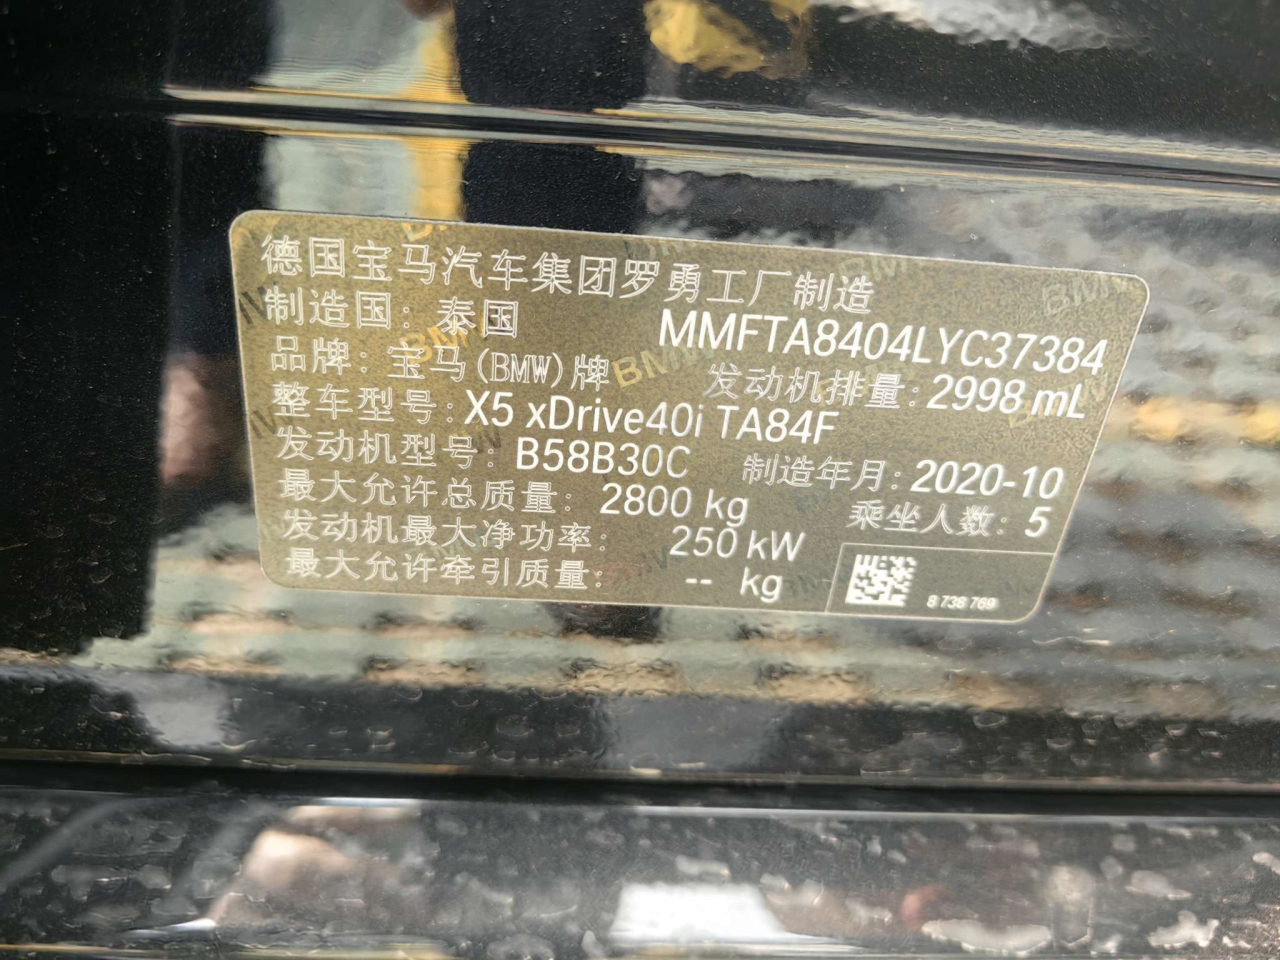 德国宝马汽车集团罗勇工厂制造
制造国：泰国 MMFTA8404LYC37384
品牌：宝马(BMW)牌 发动机排量：2998 mL
整车型号：X5 xDrive40i TA84F
发动机型号：B58B30C 制造年月：2020-10
最大允许总质量：2800 kg 乘坐人数：5
发动机最大净功率：250 kW
最大允许牵引质量：-- kg
8 738 769